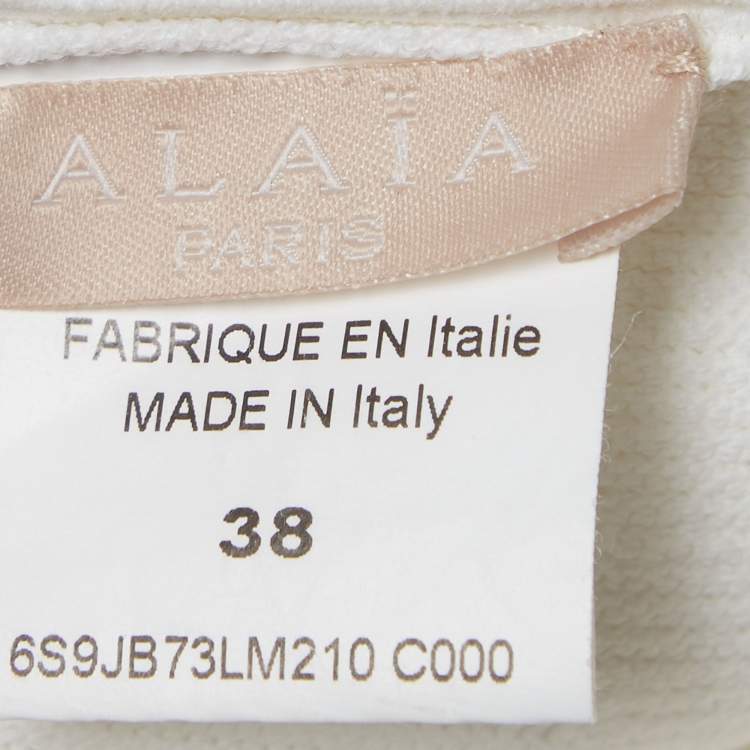 ALAÏA
PARIS
FABRIQUE EN Italie
MADE IN Italy
38
6S9JB73LM210 C000